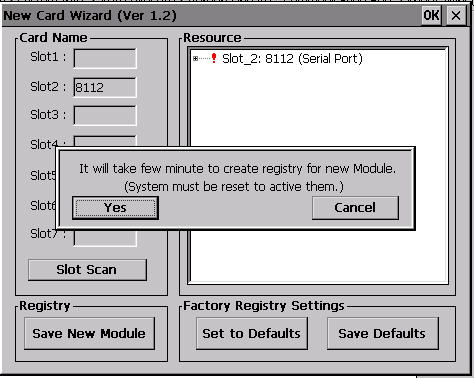 New Card Wizard (Ver 1.2)
OK
×
Card Name
Slot1 :
Slot2 : 8112
Slot3 :
Slot4 :
Slot5
Slot6
Slot7 :
Slot Scan
Resource
Slot_2: 8112 (Serial Port)
It will take few minute to create registry for new Module.
(System must be reset to active them.)
Yes
Cancel
Registry
Save New Module
Factory Registry Settings
Set to Defaults
Save Defaults